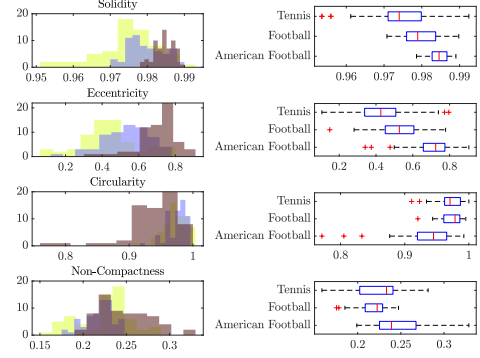 Solidity
20
10
0
0.95 0.96 0.97 0.98 0.99
Tennis
Football
American Football
0.96 0.97 0.98 0.99
Eccentricity
20
10
0
0.2 0.4 0.6 0.8
Tennis
Football
American Football
0.2 0.4 0.6 0.8
Circularity
20
10
0
0.8 0.9 1
Tennis
Football
American Football
0.8 0.9 1
Non-Compactness
20
10
0
0.15 0.2 0.25 0.3
Tennis
Football
American Football
0.2 0.25 0.3